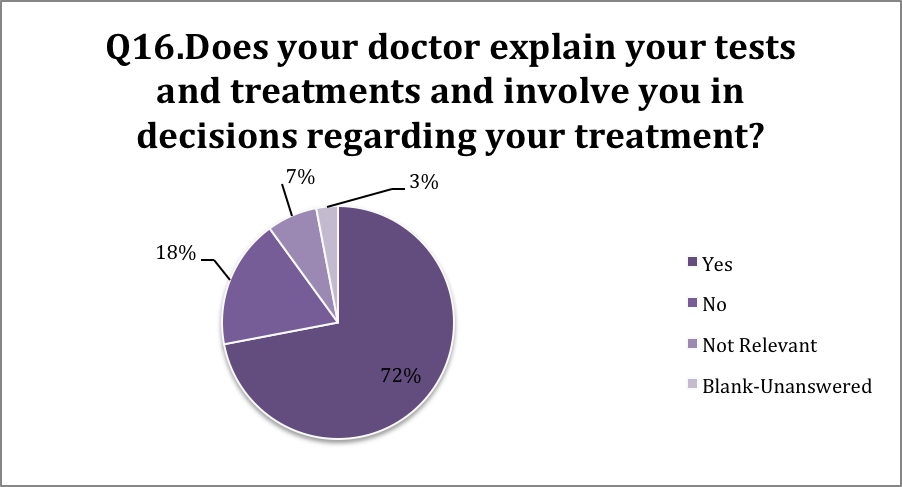 Q16.Does your doctor explain your tests
and treatments and involve you in
decisions regarding your treatment?
7%
3%
18%
72%
Yes
No
Not Relevant
Blank-Unanswered